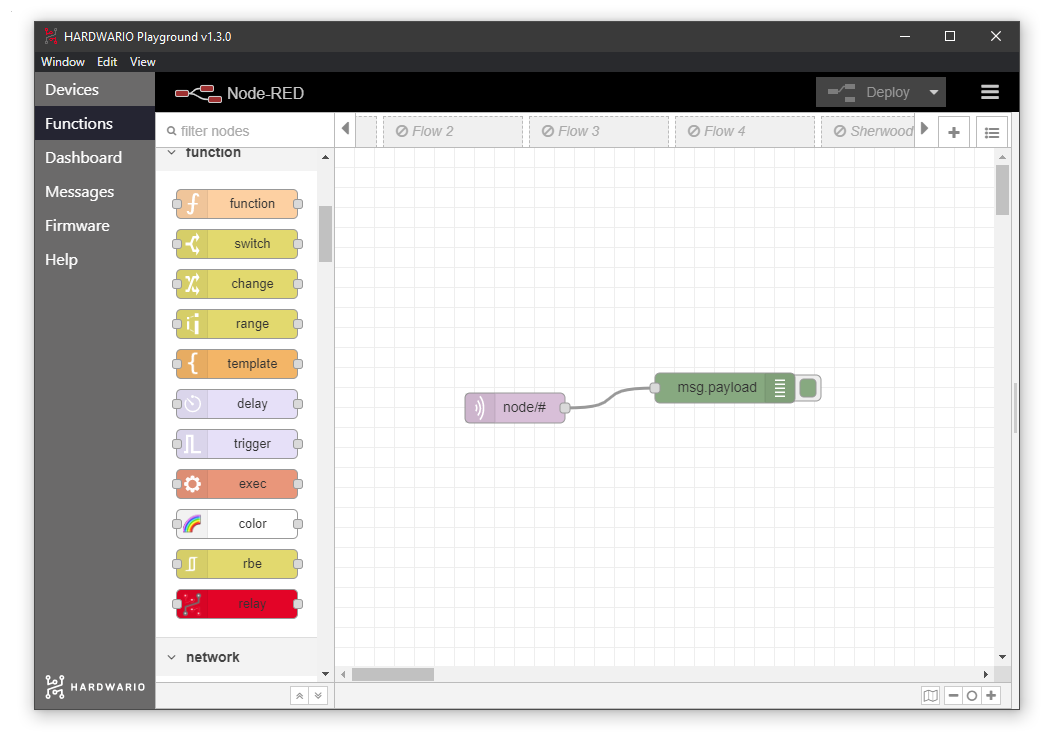 HARDWARIO Playground v1.3.0
Window Edit View
Devices
Functions
Dashboard
Messages
Firmware
Help
HARDWARIO
Node-RED
Deploy
filter nodes
Flow 2
Flow 3
Flow 4
Sherwood
function
function
switch
change
range
template
delay
trigger
exec
color
rbe
relay
network
node/#
msg.payload